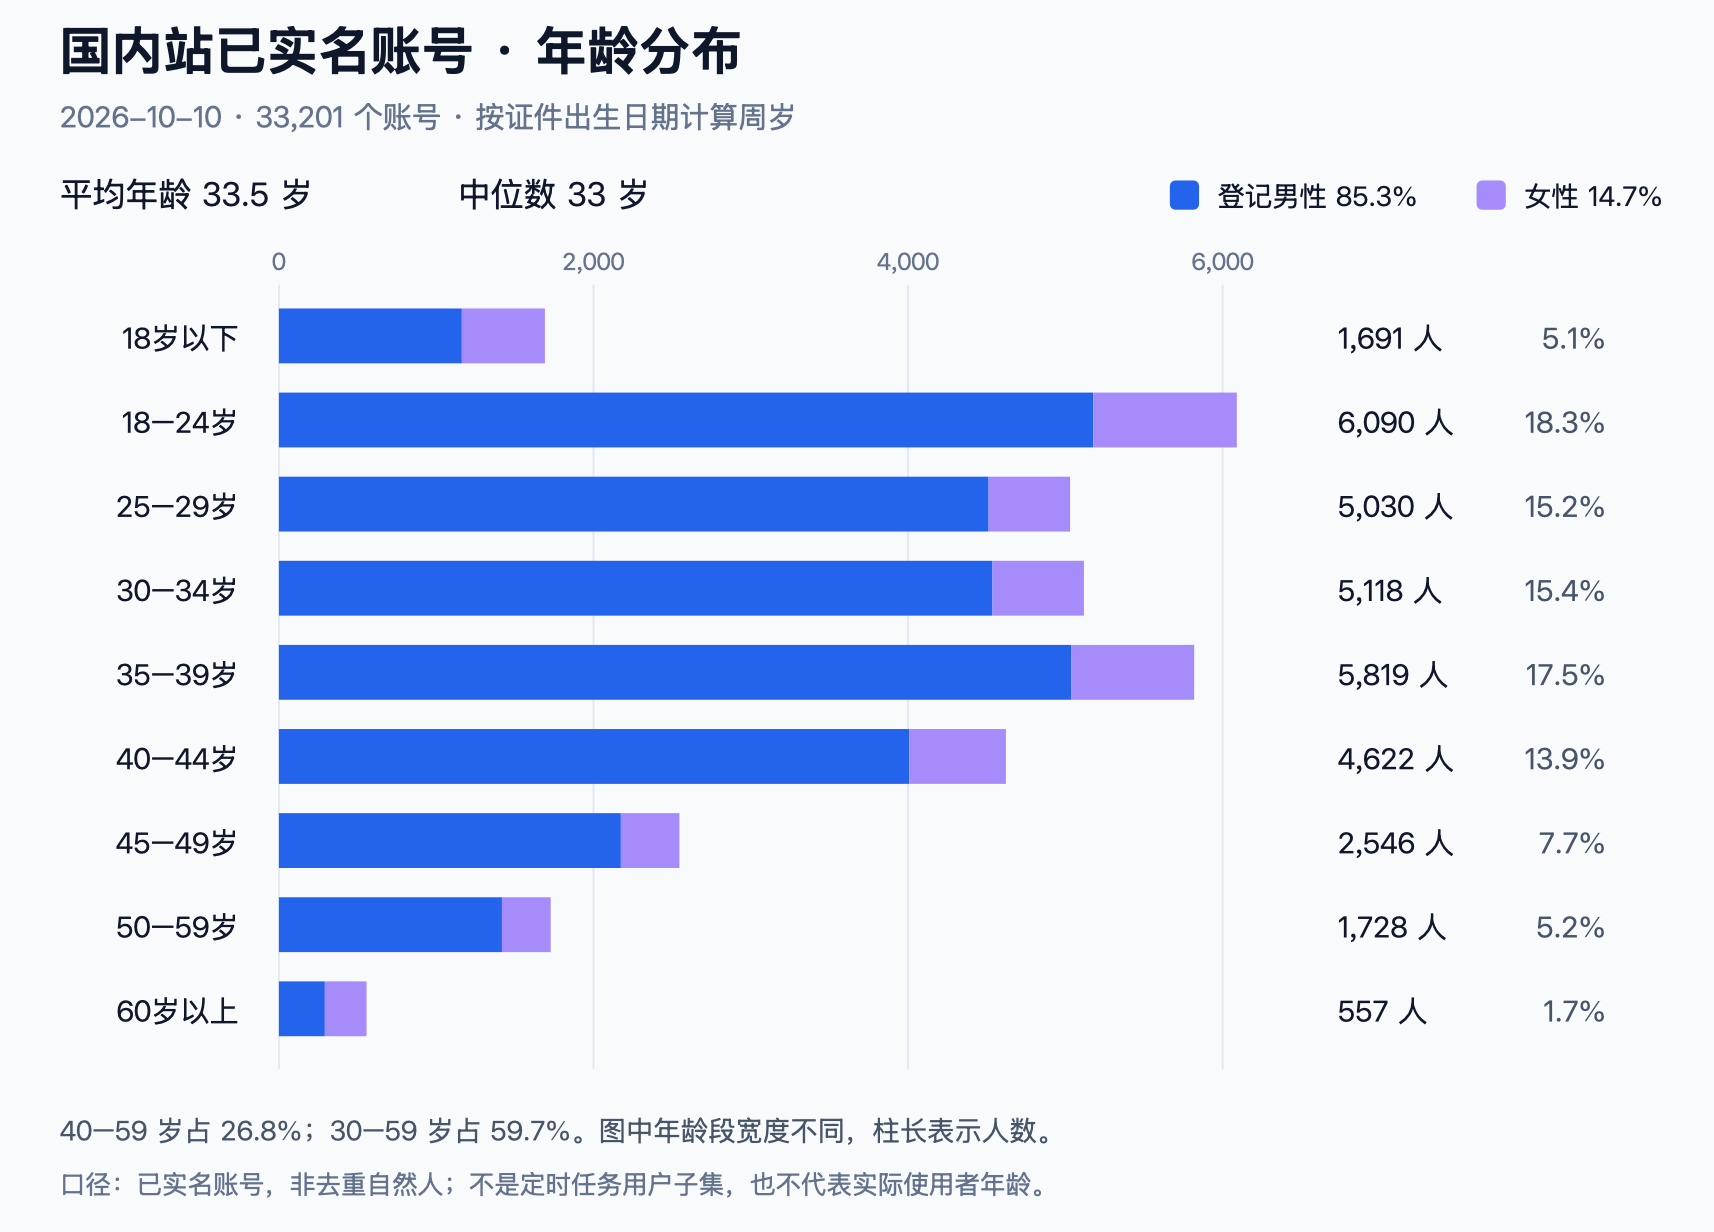 国内站已实名账号 · 年龄分布
2026–10–10 · 33,201 个账号 · 按证件出生日期计算周岁
平均年龄 33.5 岁 中位数 33 岁 登记男性 85.3% 女性 14.7%
0 2,000 4,000 6,000
18岁以下 1,691 人 5.1%
18—24岁 6,090 人 18.3%
25—29岁 5,030 人 15.2%
30—34岁 5,118 人 15.4%
35—39岁 5,819 人 17.5%
40—44岁 4,622 人 13.9%
45—49岁 2,546 人 7.7%
50—59岁 1,728 人 5.2%
60岁以上 557 人 1.7%
40—59 岁占 26.8%；30—59 岁占 59.7%。图中年龄段宽度不同，柱长表示人数。
口径：已实名账号，非去重自然人；不是定时任务用户子集，也不代表实际使用者年龄。